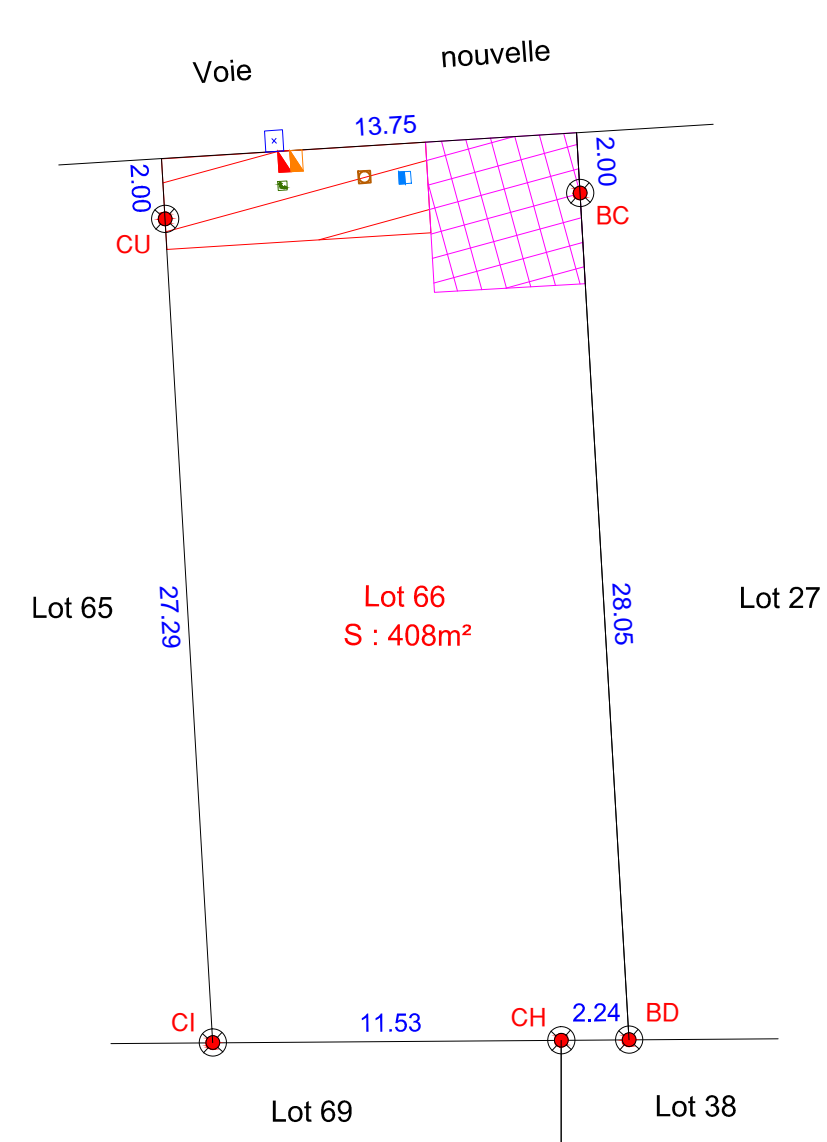 Voie nouvelle
13.75
2.00
2.00
CU
BC
27.29
28.05
Lot 65
Lot 66
S : 408m²
Lot 27
CI
11.53
CH
2.24
BD
Lot 69
Lot 38